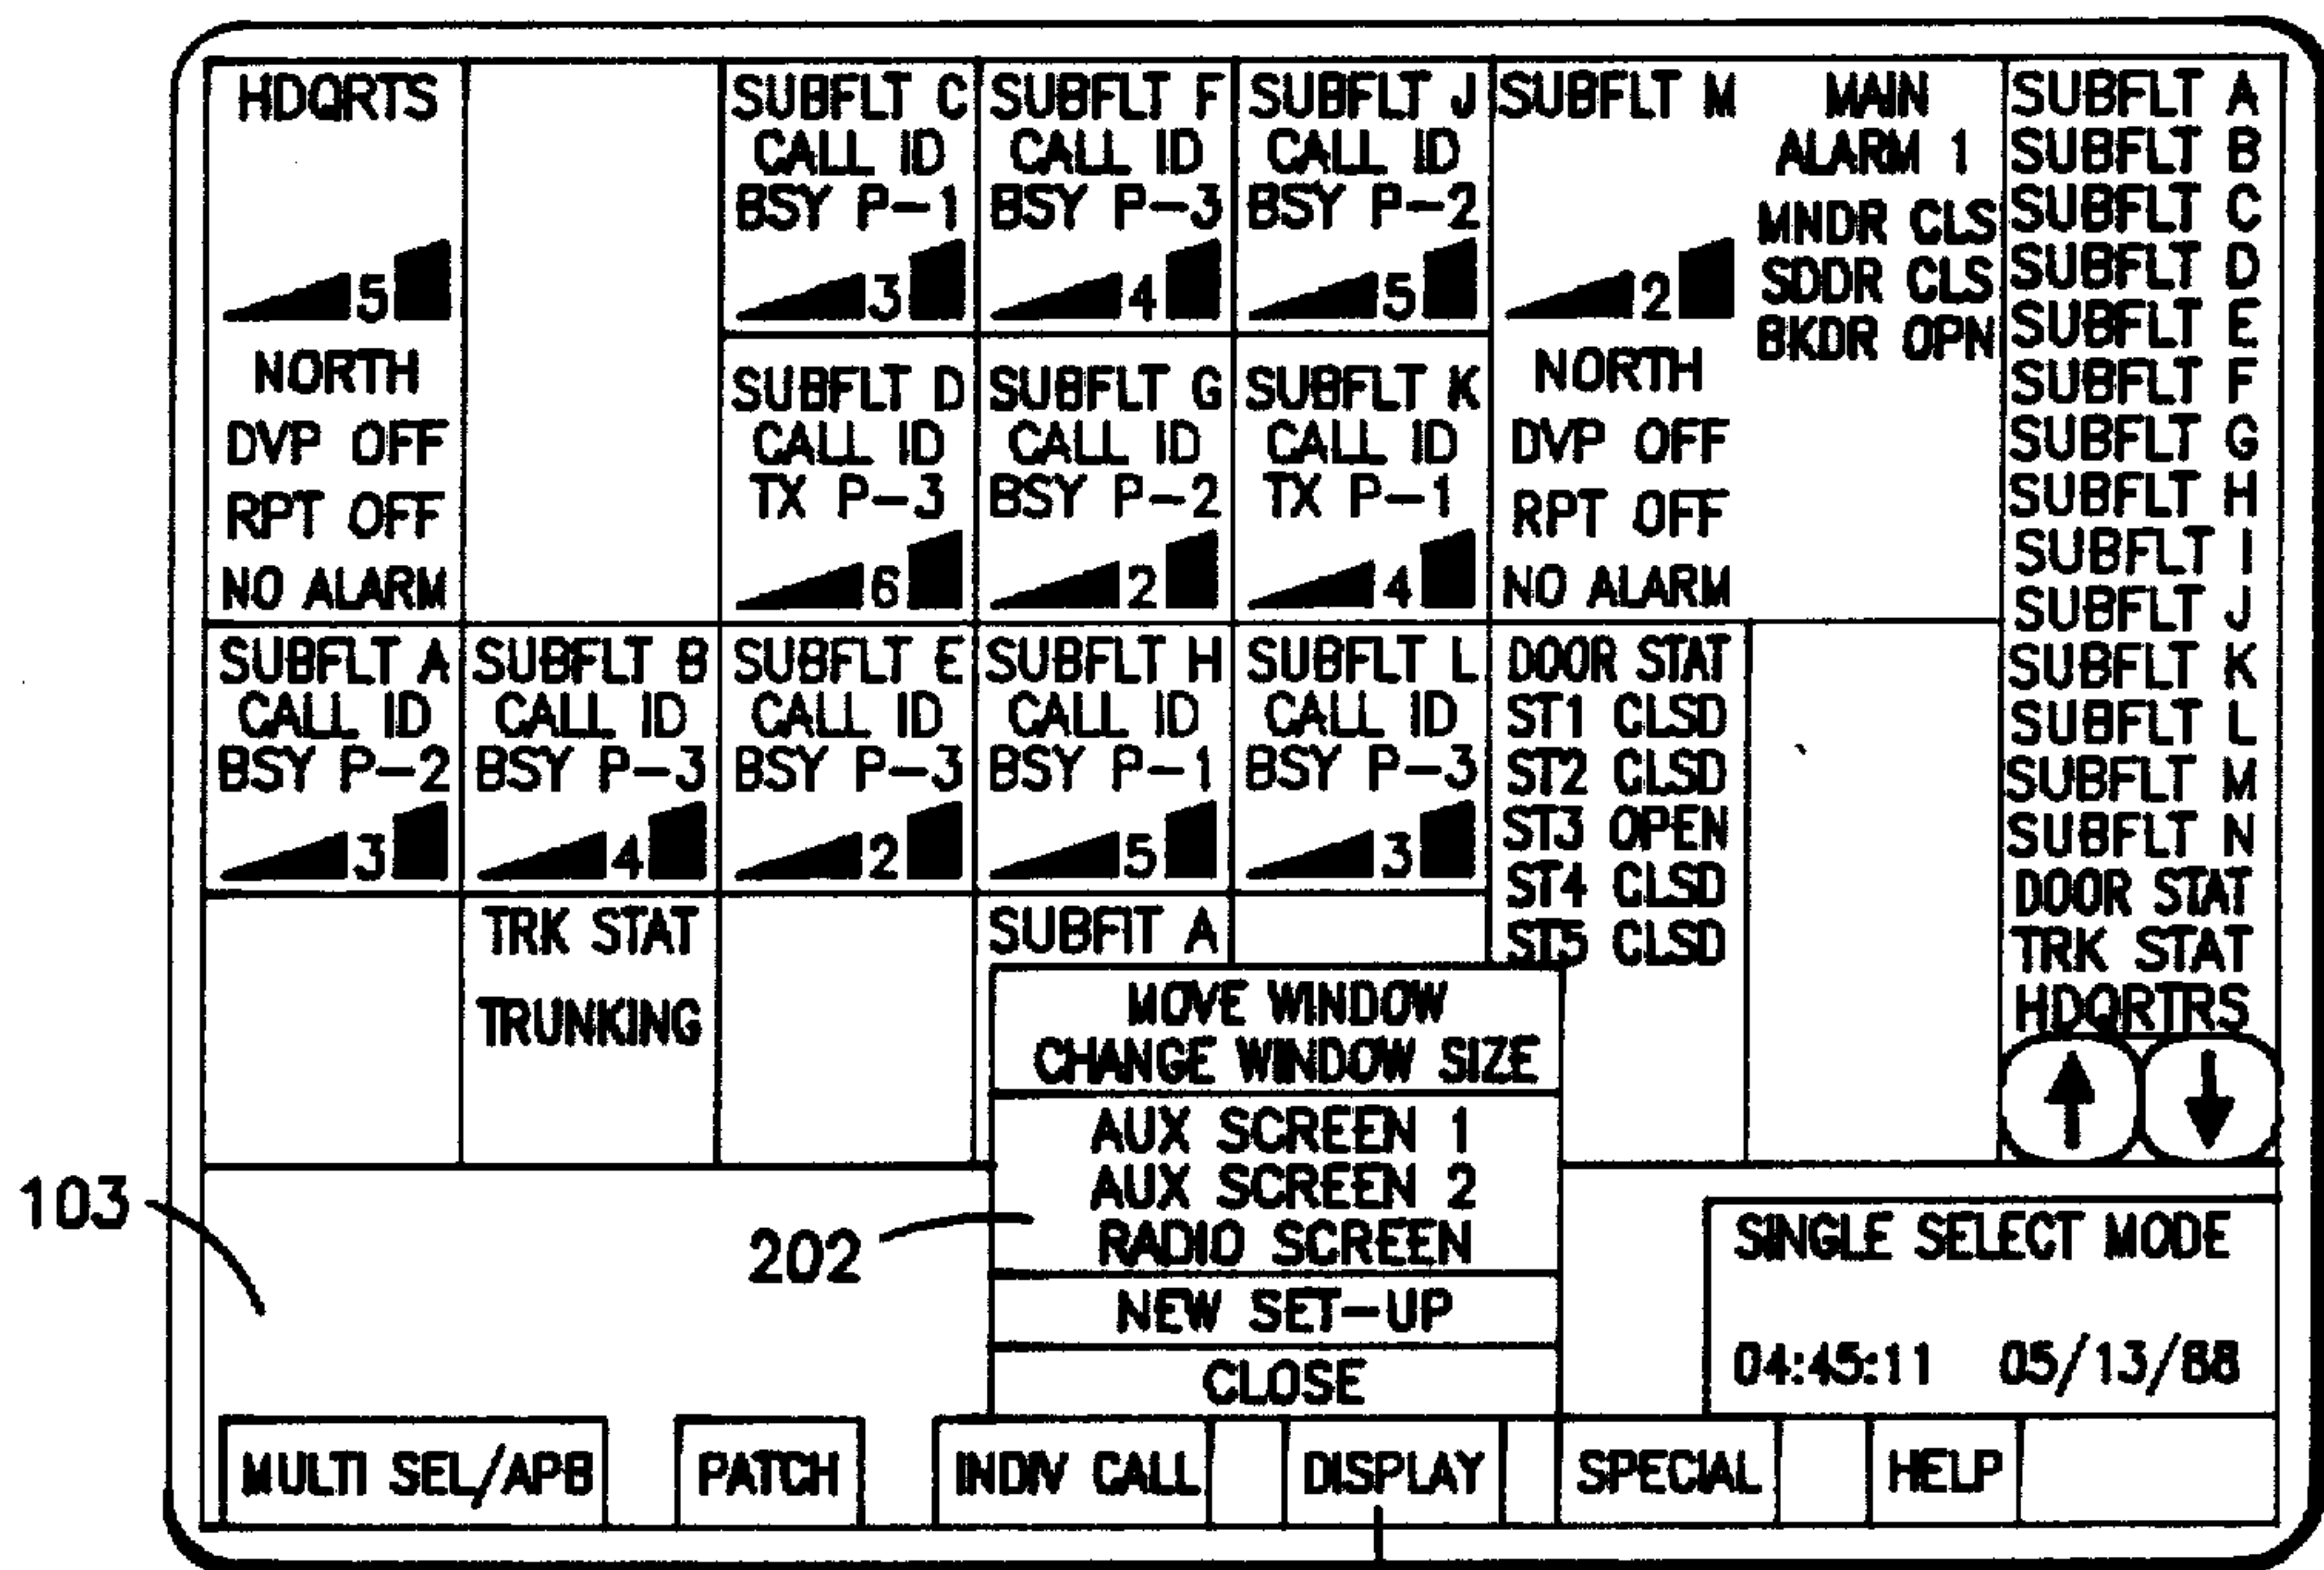 HDQRTS
5
NORTH
DVP OFF
RPT OFF
NO ALARM
SUBFLT C
CALL ID
BSY P-1
3
SUBFLT F
CALL ID
BSY P-3
4
SUBFLT J
CALL ID
BSY P-2
5
SUBFLT M
2
NORTH
DVP OFF
RPT OFF
NO ALARM
MAIN
ALARM 1
MNDR CLS
SDDR CLS
BKDR OPN
SUBFLT D
CALL ID
TX P-3
6
SUBFLT G
CALL ID
BSY P-2
2
SUBFLT K
CALL ID
TX P-1
4
SUBFLT A
CALL ID
BSY P-2
3
SUBFLT B
CALL ID
BSY P-3
4
SUBFLT E
CALL ID
BSY P-3
2
SUBFLT H
CALL ID
BSY P-1
5
SUBFLT L
CALL ID
BSY P-3
3
DOOR STAT
ST1 CLSD
ST2 CLSD
ST3 OPEN
ST4 CLSD
ST5 CLSD
TRK STAT
TRUNKING
SUBFIT A
SUBFLT A
SUBFLT B
SUBFLT C
SUBFLT D
SUBFLT E
SUBFLT F
SUBFLT G
SUBFLT H
SUBFLT I
SUBFLT J
SUBFLT K
SUBFLT L
SUBFLT M
SUBFLT N
DOOR STAT
TRK STAT
HDQRTRS
MOVE WINDOW
CHANGE WINDOW SIZE
AUX SCREEN 1
AUX SCREEN 2
RADIO SCREEN
NEW SET-UP
CLOSE
103
202
SINGLE SELECT MODE
04:45:11 05/13/88
MULTI SEL/APB
PATCH
INDIV CALL
DISPLAY
SPECIAL
HELP